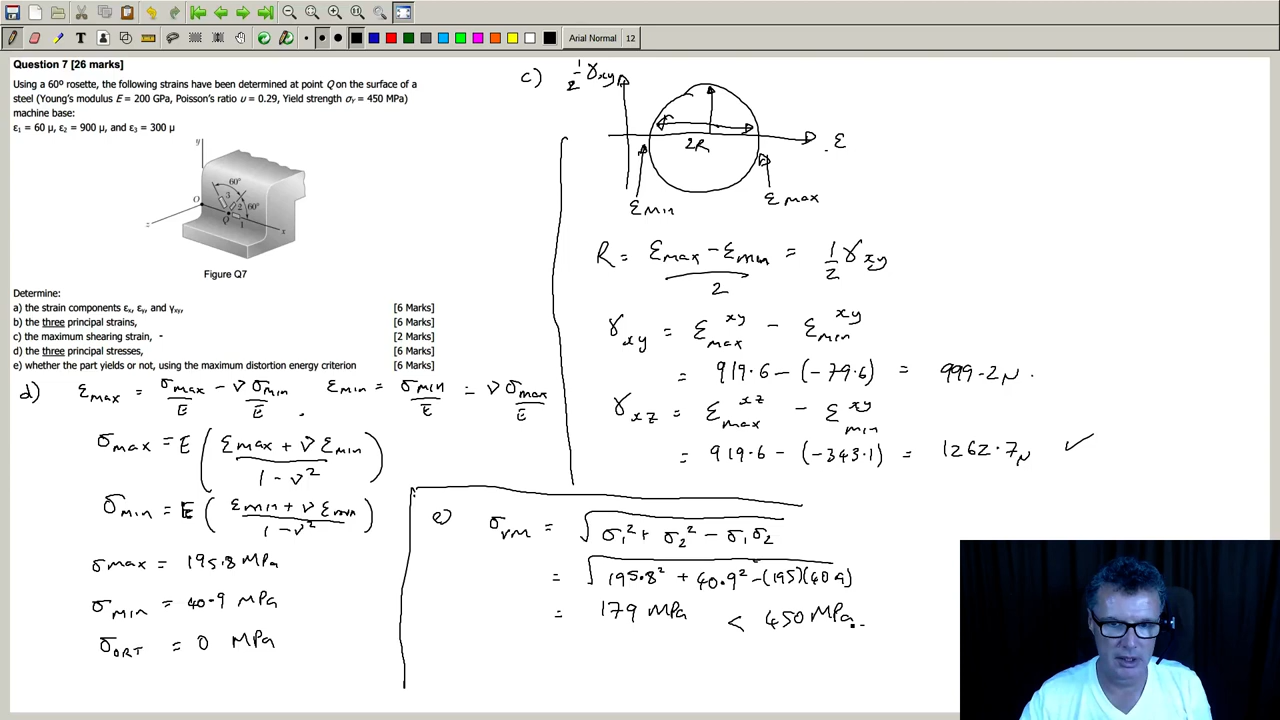 Arial Normal 12
Question 7 [26 marks]
Using a 60º rosette, the following strains have been determined at point Q on the surface of a
steel (Young's modulus E = 200 GPa, Poisson's ratio υ = 0.29, Yield strength σY = 450 MPa)
machine base:
ε1 = 60 μ, ε2 = 900 μ, and ε3 = 300 μ
y
60°
3
O
2
60°
Q
1
z
x
Figure Q7
Determine:
a) the strain components εx, εy, and γxy, [6 Marks]
b) the three principal strains, [6 Marks]
c) the maximum shearing strain, - [2 Marks]
d) the three principal stresses, [6 Marks]
e) whether the part yields or not, using the maximum distortion energy criterion [6 Marks]
d) εmax = σmax/E - νσmin/E , εmin = σmin/E - νσmax/E
σmax = E ( (εmax + ν εmin) / (1 - ν²) )
σmin = E ( (εmin + ν εmax) / (1 - ν²) )
σmax = 195.8 MPa
σmin = 40.9 MPa
σORT = 0 MPa
c) ½ γxy
ε
2R
εmin
εmax
R = (εmax - εmin) / 2 = ½ γxy
γxy = εmax^xy - εmin^xy
= 919.6 - (-79.6) = 999.2μ .
γxz = εmax^xz - εmin^xy
= 919.6 - (-343.1) = 1262.7μ ✓
e) σVM = √(σ1² + σ2² - σ1σ2)
= √(195.8² + 40.9² - (195)(40.9))
= 179 MPa < 450 MPa.